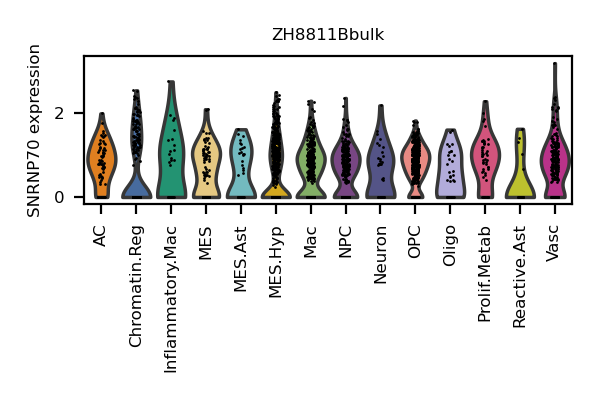 ZH8811Bbulk
SNRNP70 expression
2
0
AC
Chromatin.Reg
Inflammatory.Mac
MES
MES.Ast
MES.Hyp
Mac
NPC
Neuron
OPC
Oligo
Prolif.Metab
Reactive.Ast
Vasc